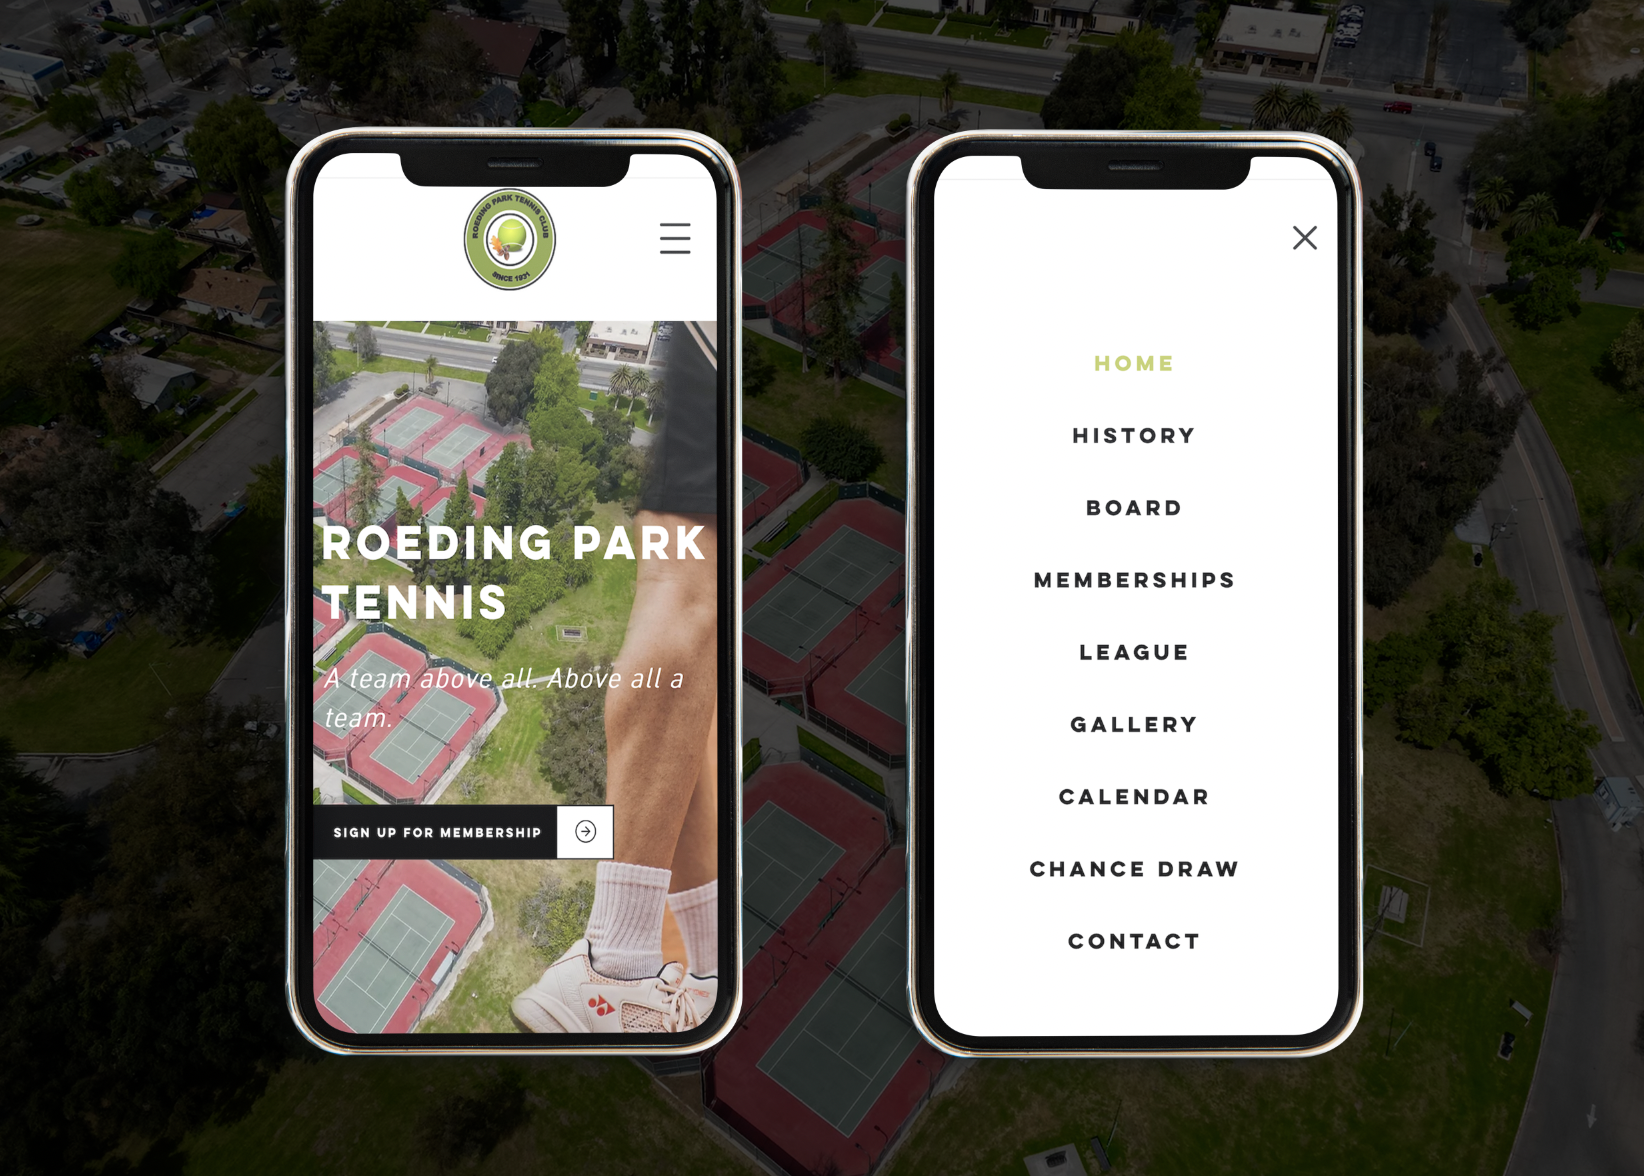 ROEDING PARK TENNIS CLUB
SINCE 1931
ROEDING PARK
TENNIS
A team above all. Above all a
team.
SIGN UP FOR MEMBERSHIP
HOME
HISTORY
BOARD
MEMBERSHIPS
LEAGUE
GALLERY
CALENDAR
CHANCE DRAW
CONTACT